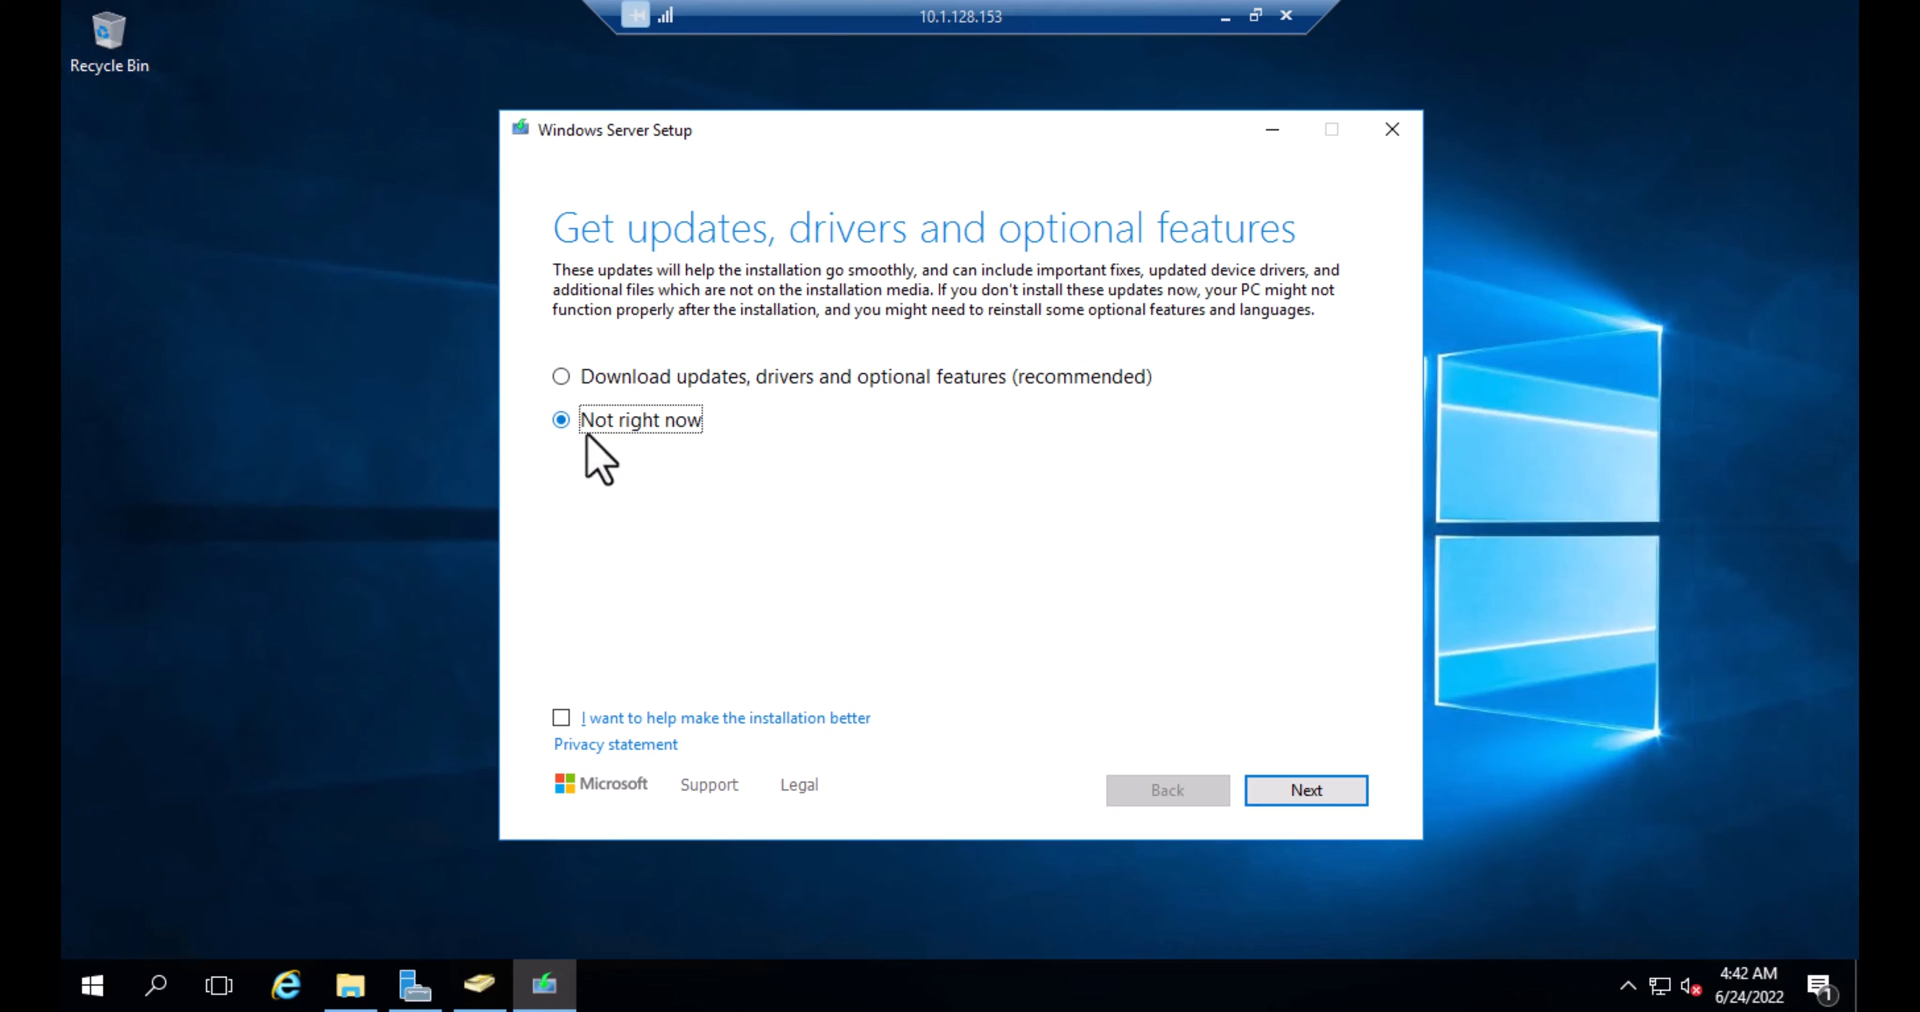 10.1.128.153
Recycle Bin
Windows Server Setup
Get updates, drivers and optional features
These updates will help the installation go smoothly, and can include important fixes, updated device drivers, and
additional files which are not on the installation media. If you don't install these updates now, your PC might not
function properly after the installation, and you might need to reinstall some optional features and languages.
Download updates, drivers and optional features (recommended)
Not right now
I want to help make the installation better
Privacy statement
Microsoft Support Legal
Back Next
4:42 AM
6/24/2022
1